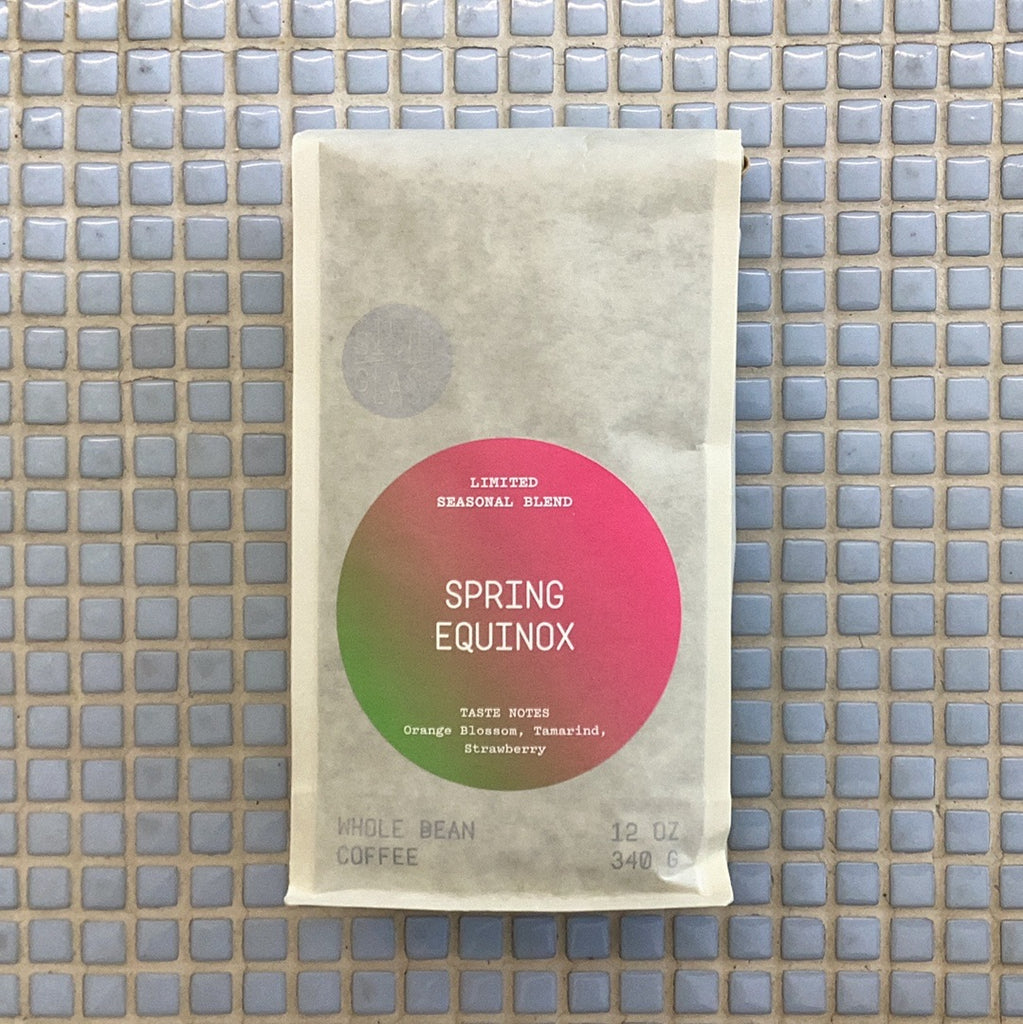 LIMITED
SEASONAL BLEND
SPRING
EQUINOX
TASTE NOTES
Orange Blossom, Tamarind,
Strawberry
WHOLE BEAN
COFFEE
12 OZ
340 G